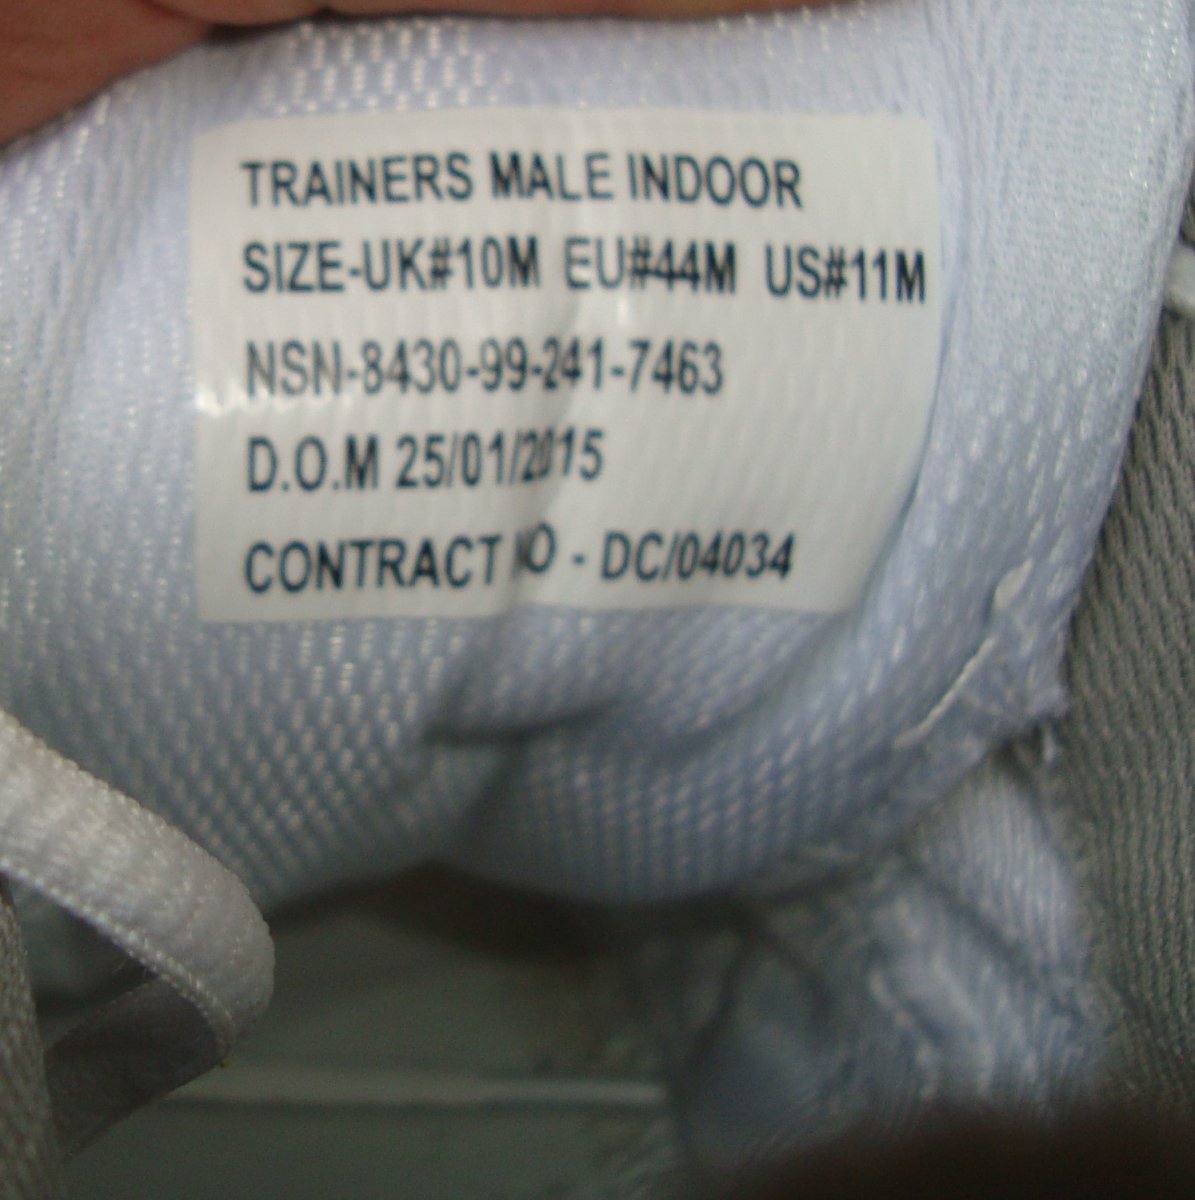 TRAINERS MALE INDOOR
SIZE-UK#10M EU#44M US#11M
NSN-8430-99-241-7463
D.O.M 25/01/2015
CONTRACT NO - DC/04034